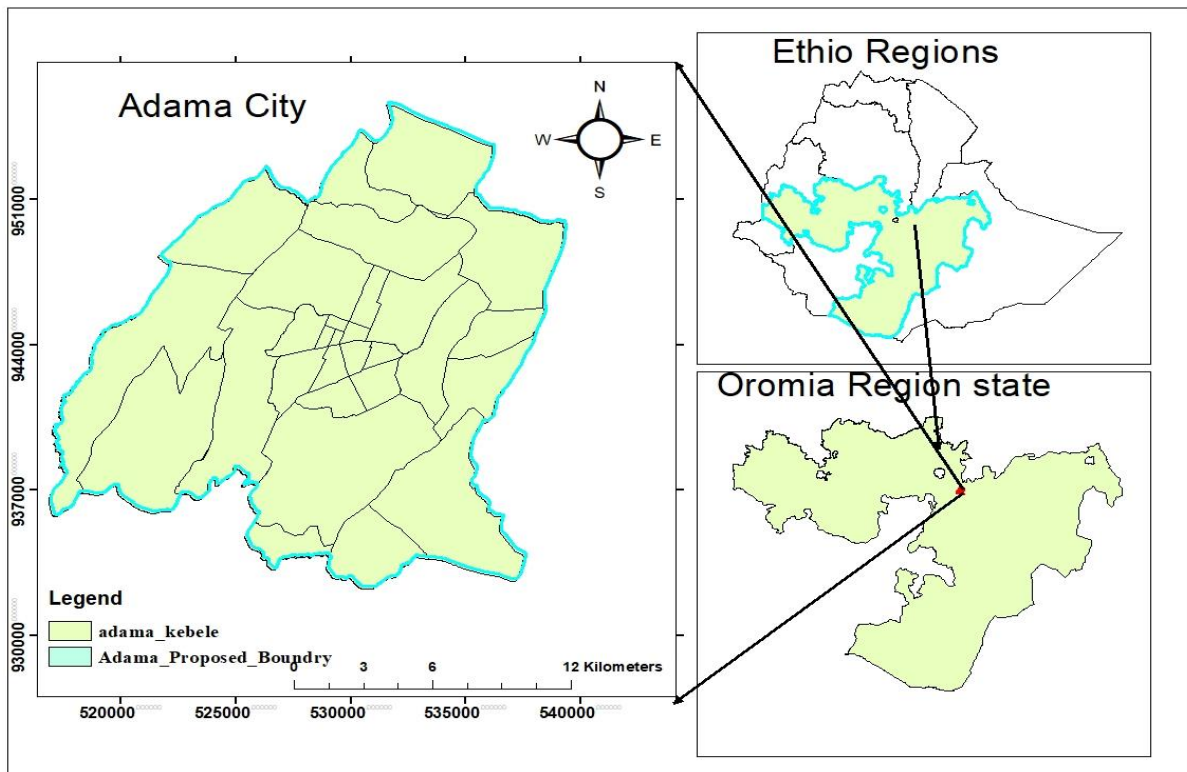 Adama City
N
W E
S
951000
944000
937000
930000
Legend
adama_kebele
Adama_Proposed_Boundry
0 3 6 12 Kilometers
520000 525000 530000 535000 540000
Ethio Regions
Oromia Region state